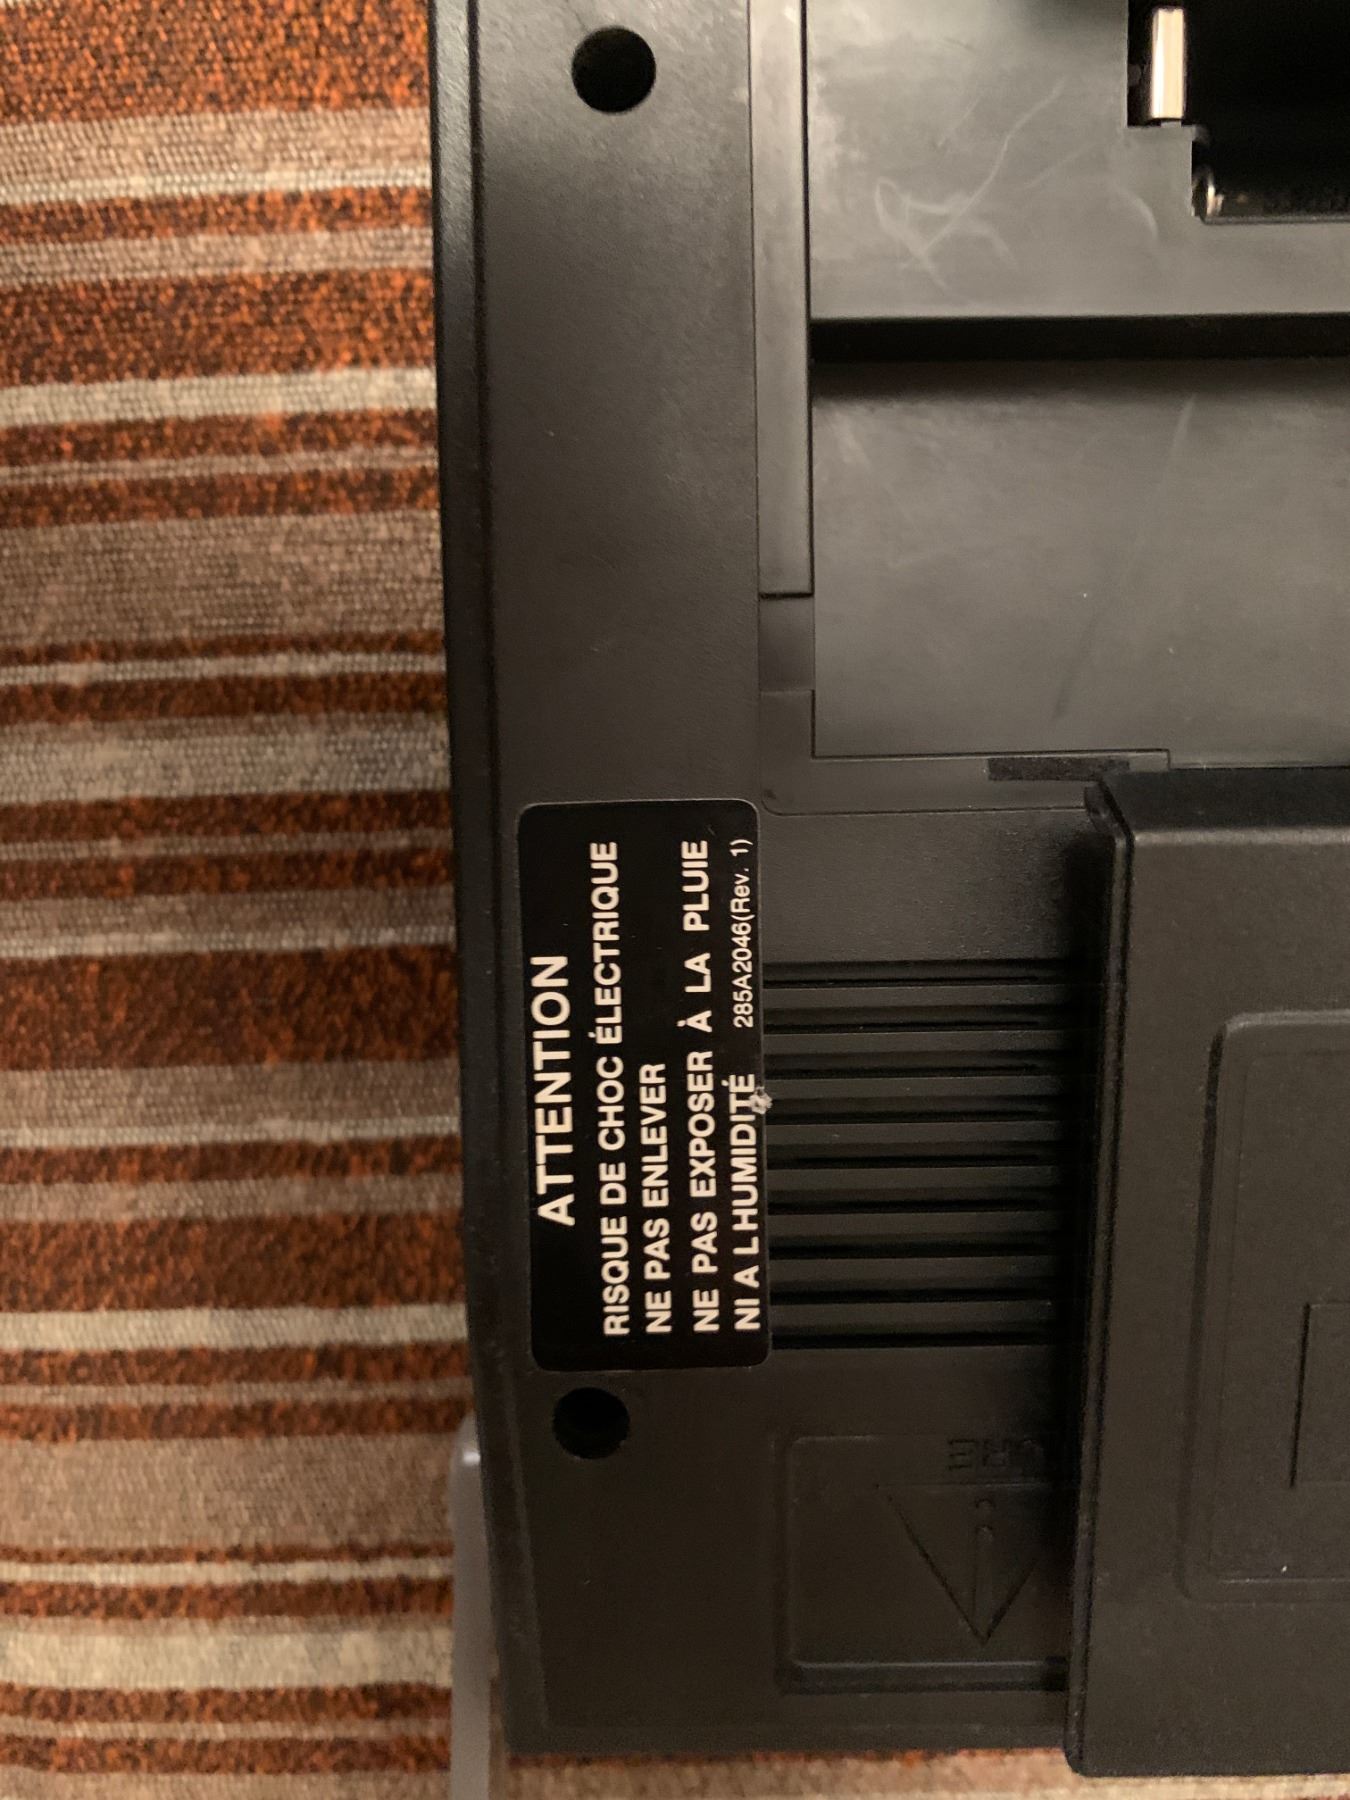 ATTENTION
RISQUE DE CHOC ÉLECTRIQUE
NE PAS ENLEVER
NE PAS EXPOSER À LA PLUIE
NI A L HUMIDITÉ 285A2046(Rev. 1)